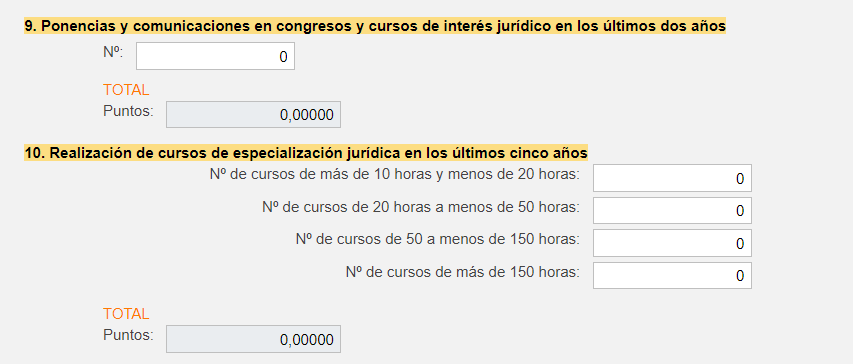 9. Ponencias y comunicaciones en congresos y cursos de interés jurídico en los últimos dos años
Nº: 0
TOTAL
Puntos: 0,00000
10. Realización de cursos de especialización jurídica en los últimos cinco años
Nº de cursos de más de 10 horas y menos de 20 horas: 0
Nº de cursos de 20 horas a menos de 50 horas: 0
Nº de cursos de 50 a menos de 150 horas: 0
Nº de cursos de más de 150 horas: 0
TOTAL
Puntos: 0,00000